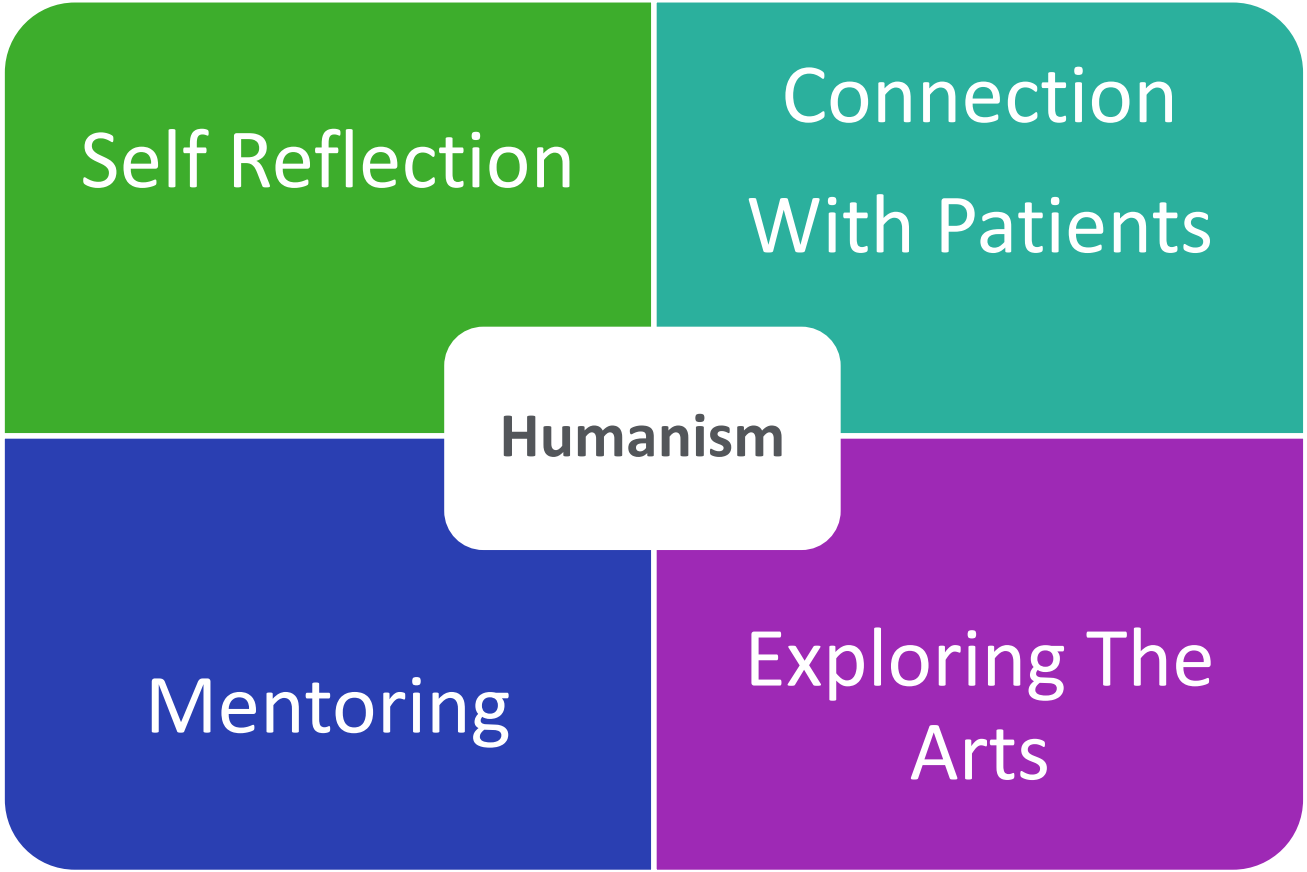 Self Reflection
Connection
With Patients
Humanism
Mentoring
Exploring The
Arts